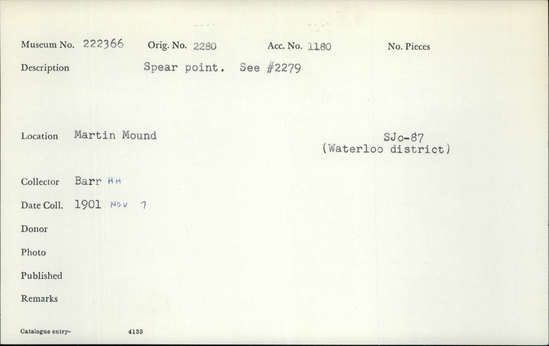 Museum No. 222366 Orig. No. 2280 Acc. No. 1180 No. Pieces
Description Spear point. See #2279
Location Martin Mound SJo-87
(Waterloo district)
Collector Barr HH
Date Coll. 1901 Nov 7
Donor
Photo
Published
Remarks
Catalogue entry- 4139